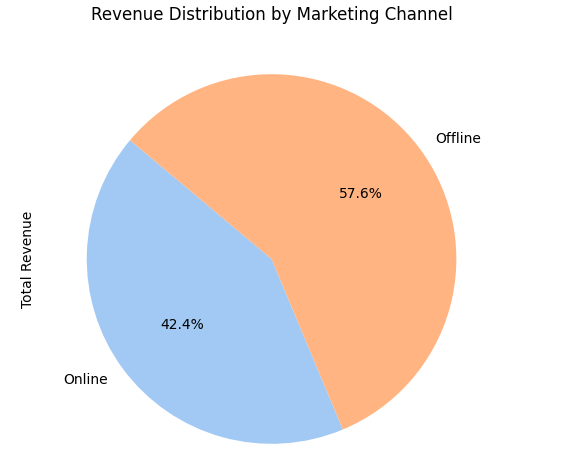 Revenue Distribution by Marketing Channel
Offline
57.6%
Total Revenue
42.4%
Online